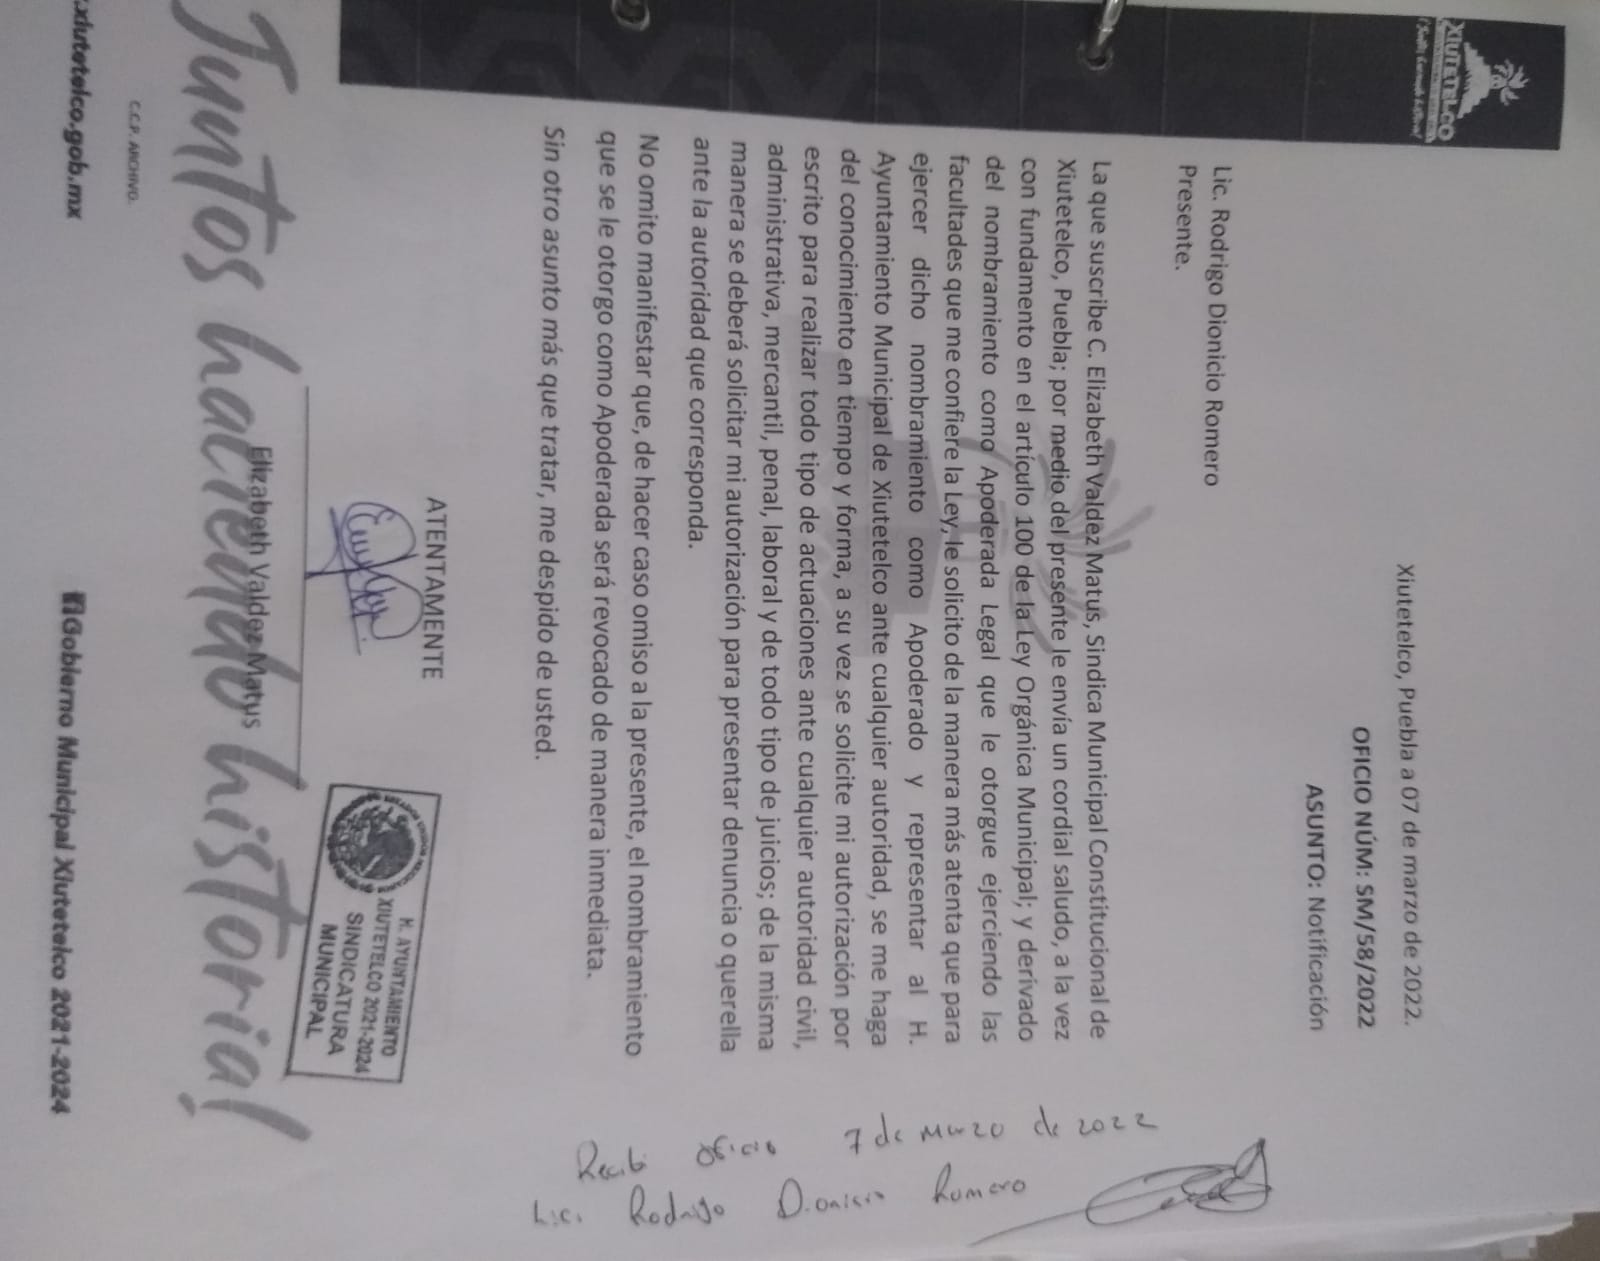 XIUTETELCO
Xiutetelco, Puebla a 07 de marzo de 2022.
OFICIO NÚM: SM/58/2022
ASUNTO: Notificación
Lic. Rodrigo Dionicio Romero
Presente.
La que suscribe C. Elizabeth Valdez Matus, Sindica Municipal Constitucional de
Xiutetelco, Puebla; por medio del presente le envía un cordial saludo, a la vez
con fundamento en el artículo 100 de la Ley Orgánica Municipal; y derivado
del nombramiento como Apoderada Legal que le otorgue ejerciendo las
facultades que me confiere la Ley, le solicito de la manera más atenta que para
ejercer dicho nombramiento como Apoderado y representar al H.
Ayuntamiento Municipal de Xiutetelco ante cualquier autoridad, se me haga
del conocimiento en tiempo y forma, a su vez se solicite mi autorización por
escrito para realizar todo tipo de actuaciones ante cualquier autoridad civil,
administrativa, mercantil, penal, laboral y de todo tipo de juicios; de la misma
manera se deberá solicitar mi autorización para presentar denuncia o querella
ante la autoridad que corresponda.
No omito manifestar que, de hacer caso omiso a la presente, el nombramiento
que se le otorgo como Apoderada será revocado de manera inmediata.
Sin otro asunto más que tratar, me despido de usted.
ATENTAMENTE
Elizabeth Valdez Matus
H. AYUNTAMIENTO
XIUTETELCO 2021-2024
SINDICATURA
MUNICIPAL
7 de Marzo de 2022
Recibi oficio
Lic. Rodrigo Dionicio Romero
Juntos haciendo historia!
C.C.P. ARCHIVO.
.xiutetelco.gob.mx
Gobierno Municipal Xiutetelco 2021-2024